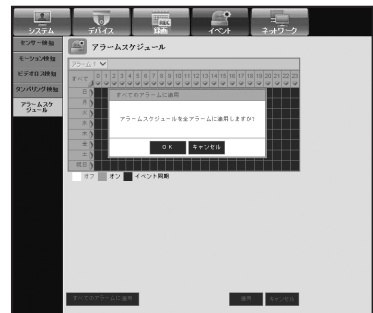 システム デバイス 録画 イベント ネットワーク
センサー検知
モーション検知
ビデオロス検知
タンパリング検知
アラームスケジュール
アラームスケジュール
アラーム 1
すべて 0 1 2 3 4 5 6 7 8 9 10 11 12 13 14 15 16 17 18 19 20 21 22 23
日
月
火
水
木
金
土
祝日
すべてのアラームに適用
アラームスケジュールを全アラームに適用しますか?
OK キャンセル
オフ オン イベント同期
すべてのアラームに適用 適用 キャンセル